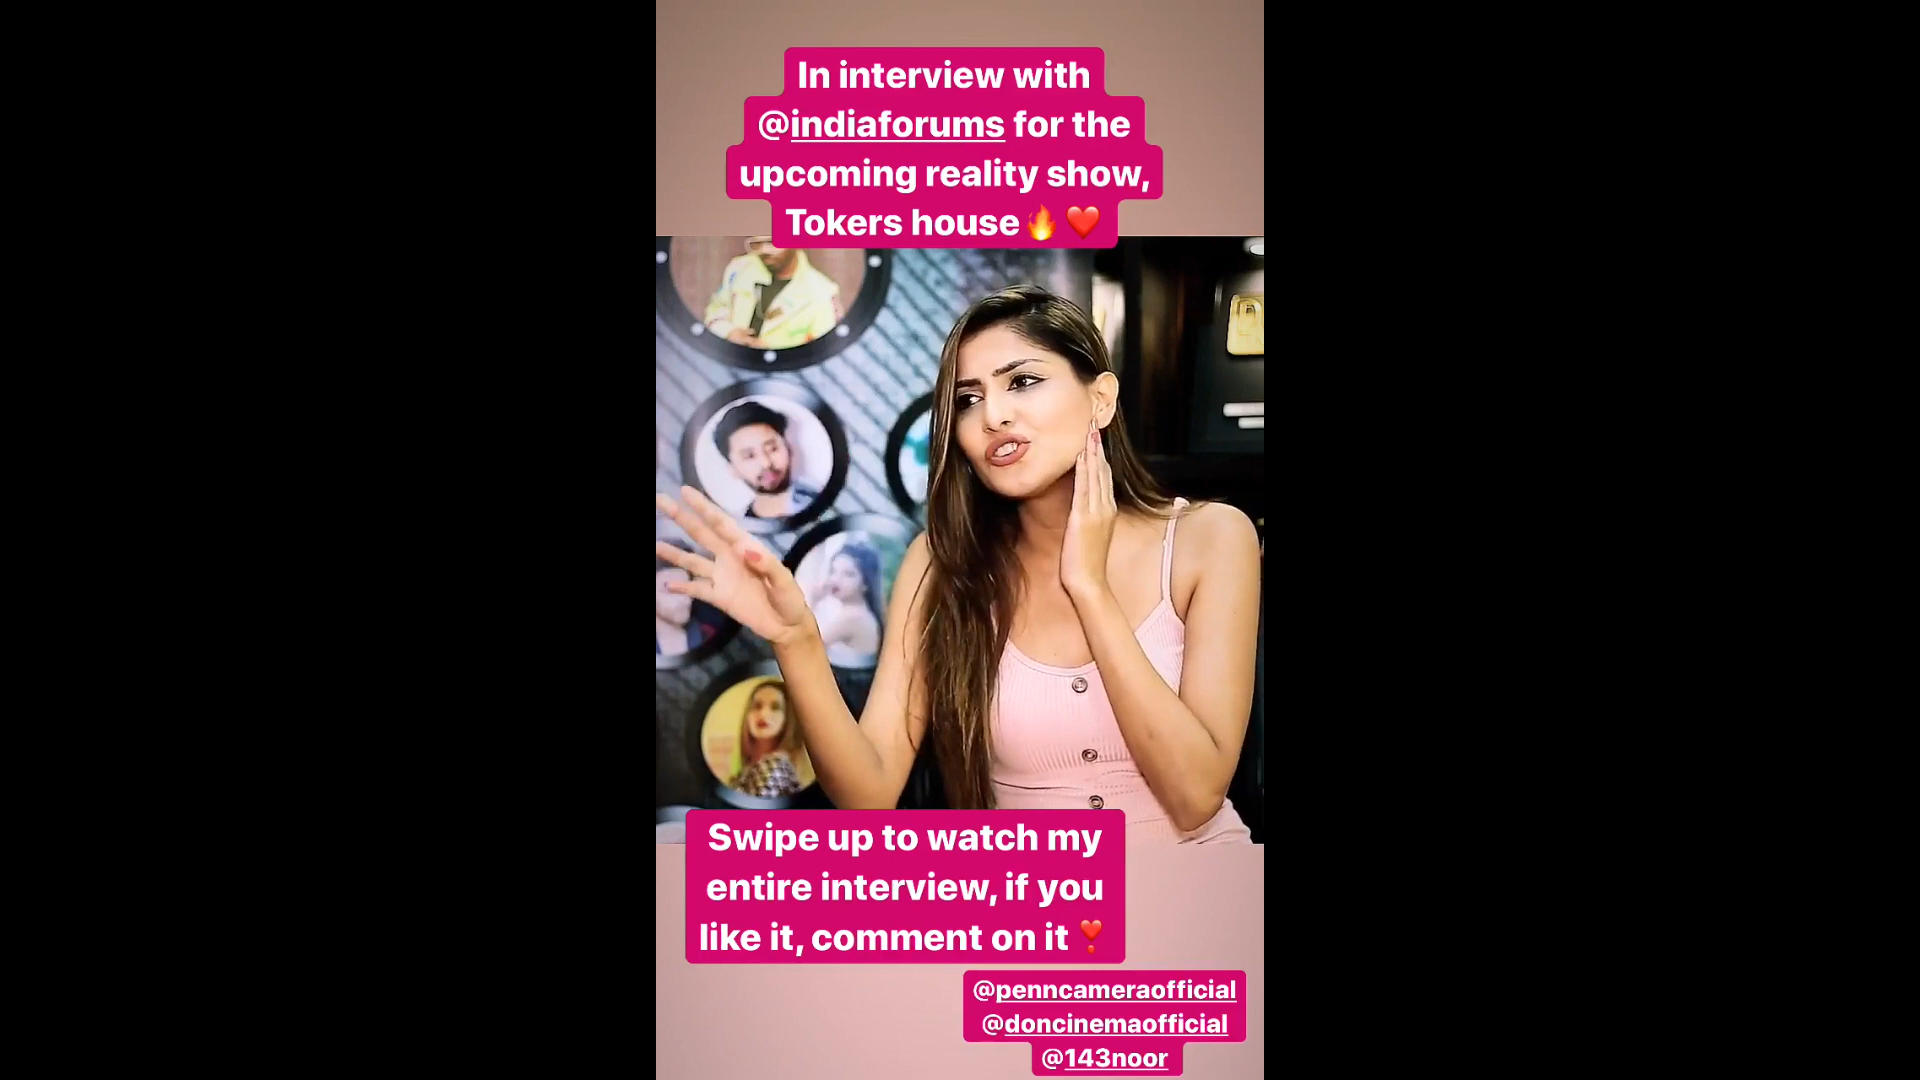 In interview with
@indiaforums for the
upcoming reality show,
Tokers house🔥❤️
Swipe up to watch my
entire interview, if you
like it, comment on it❣️
@penncameraofficial
@doncinemaofficial
@143noor